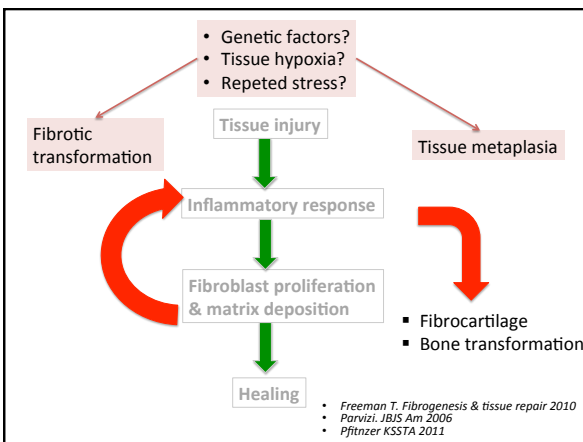 • Genetic factors?
• Tissue hypoxia?
• Repeted stress?
Fibrotic
transformation
Tissue injury
Tissue metaplasia
Inflammatory response
Fibroblast proliferation
& matrix deposition
▪ Fibrocartilage
▪ Bone transformation
Healing
• Freeman T. Fibrogenesis & tissue repair 2010
• Parvizi. JBJS Am 2006
• Pfitnzer KSSTA 2011